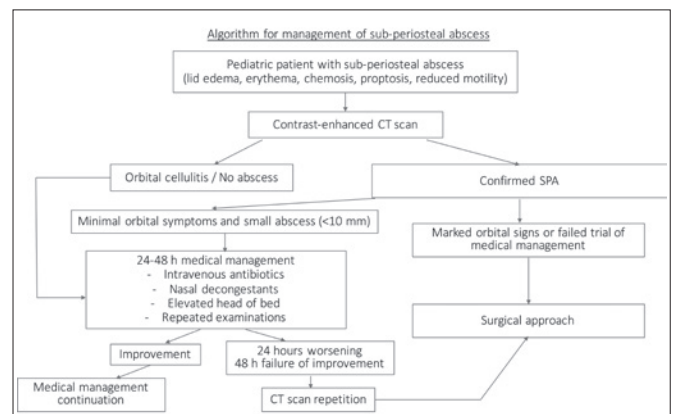 Algorithm for management of sub-periosteal abscess
Pediatric patient with sub-periosteal abscess
(lid edema, erythema, chemosis, proptosis, reduced motility)
Contrast-enhanced CT scan
Orbital cellulitis / No abscess
Confirmed SPA
Minimal orbital symptoms and small abscess (<10 mm)
Marked orbital signs or failed trial of
medical management
24-48 h medical management
- Intravenous antibiotics
- Nasal decongestants
- Elevated head of bed
- Repeated examinations
Surgical approach
Improvement
24 hours worsening
48 h failure of improvement
Medical management
continuation
CT scan repetition